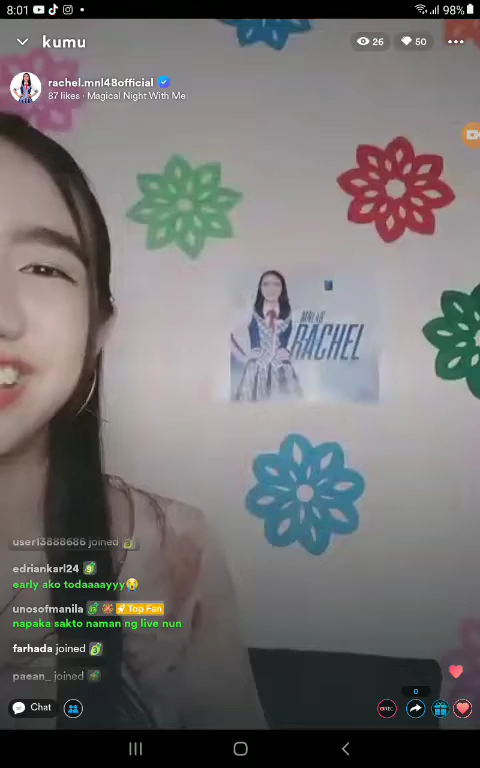 8:01
98%
kumu
26
50
rachel.mnl48official
87 likes · Magical Night With Me
MNL48
RACHEL
user13888686 joined
edriankarl24
early ako todaaaayyy😭
unosofmanila Top Fan
napaka sakto naman ng live nun
farhada joined
paean_ joined
0
Chat